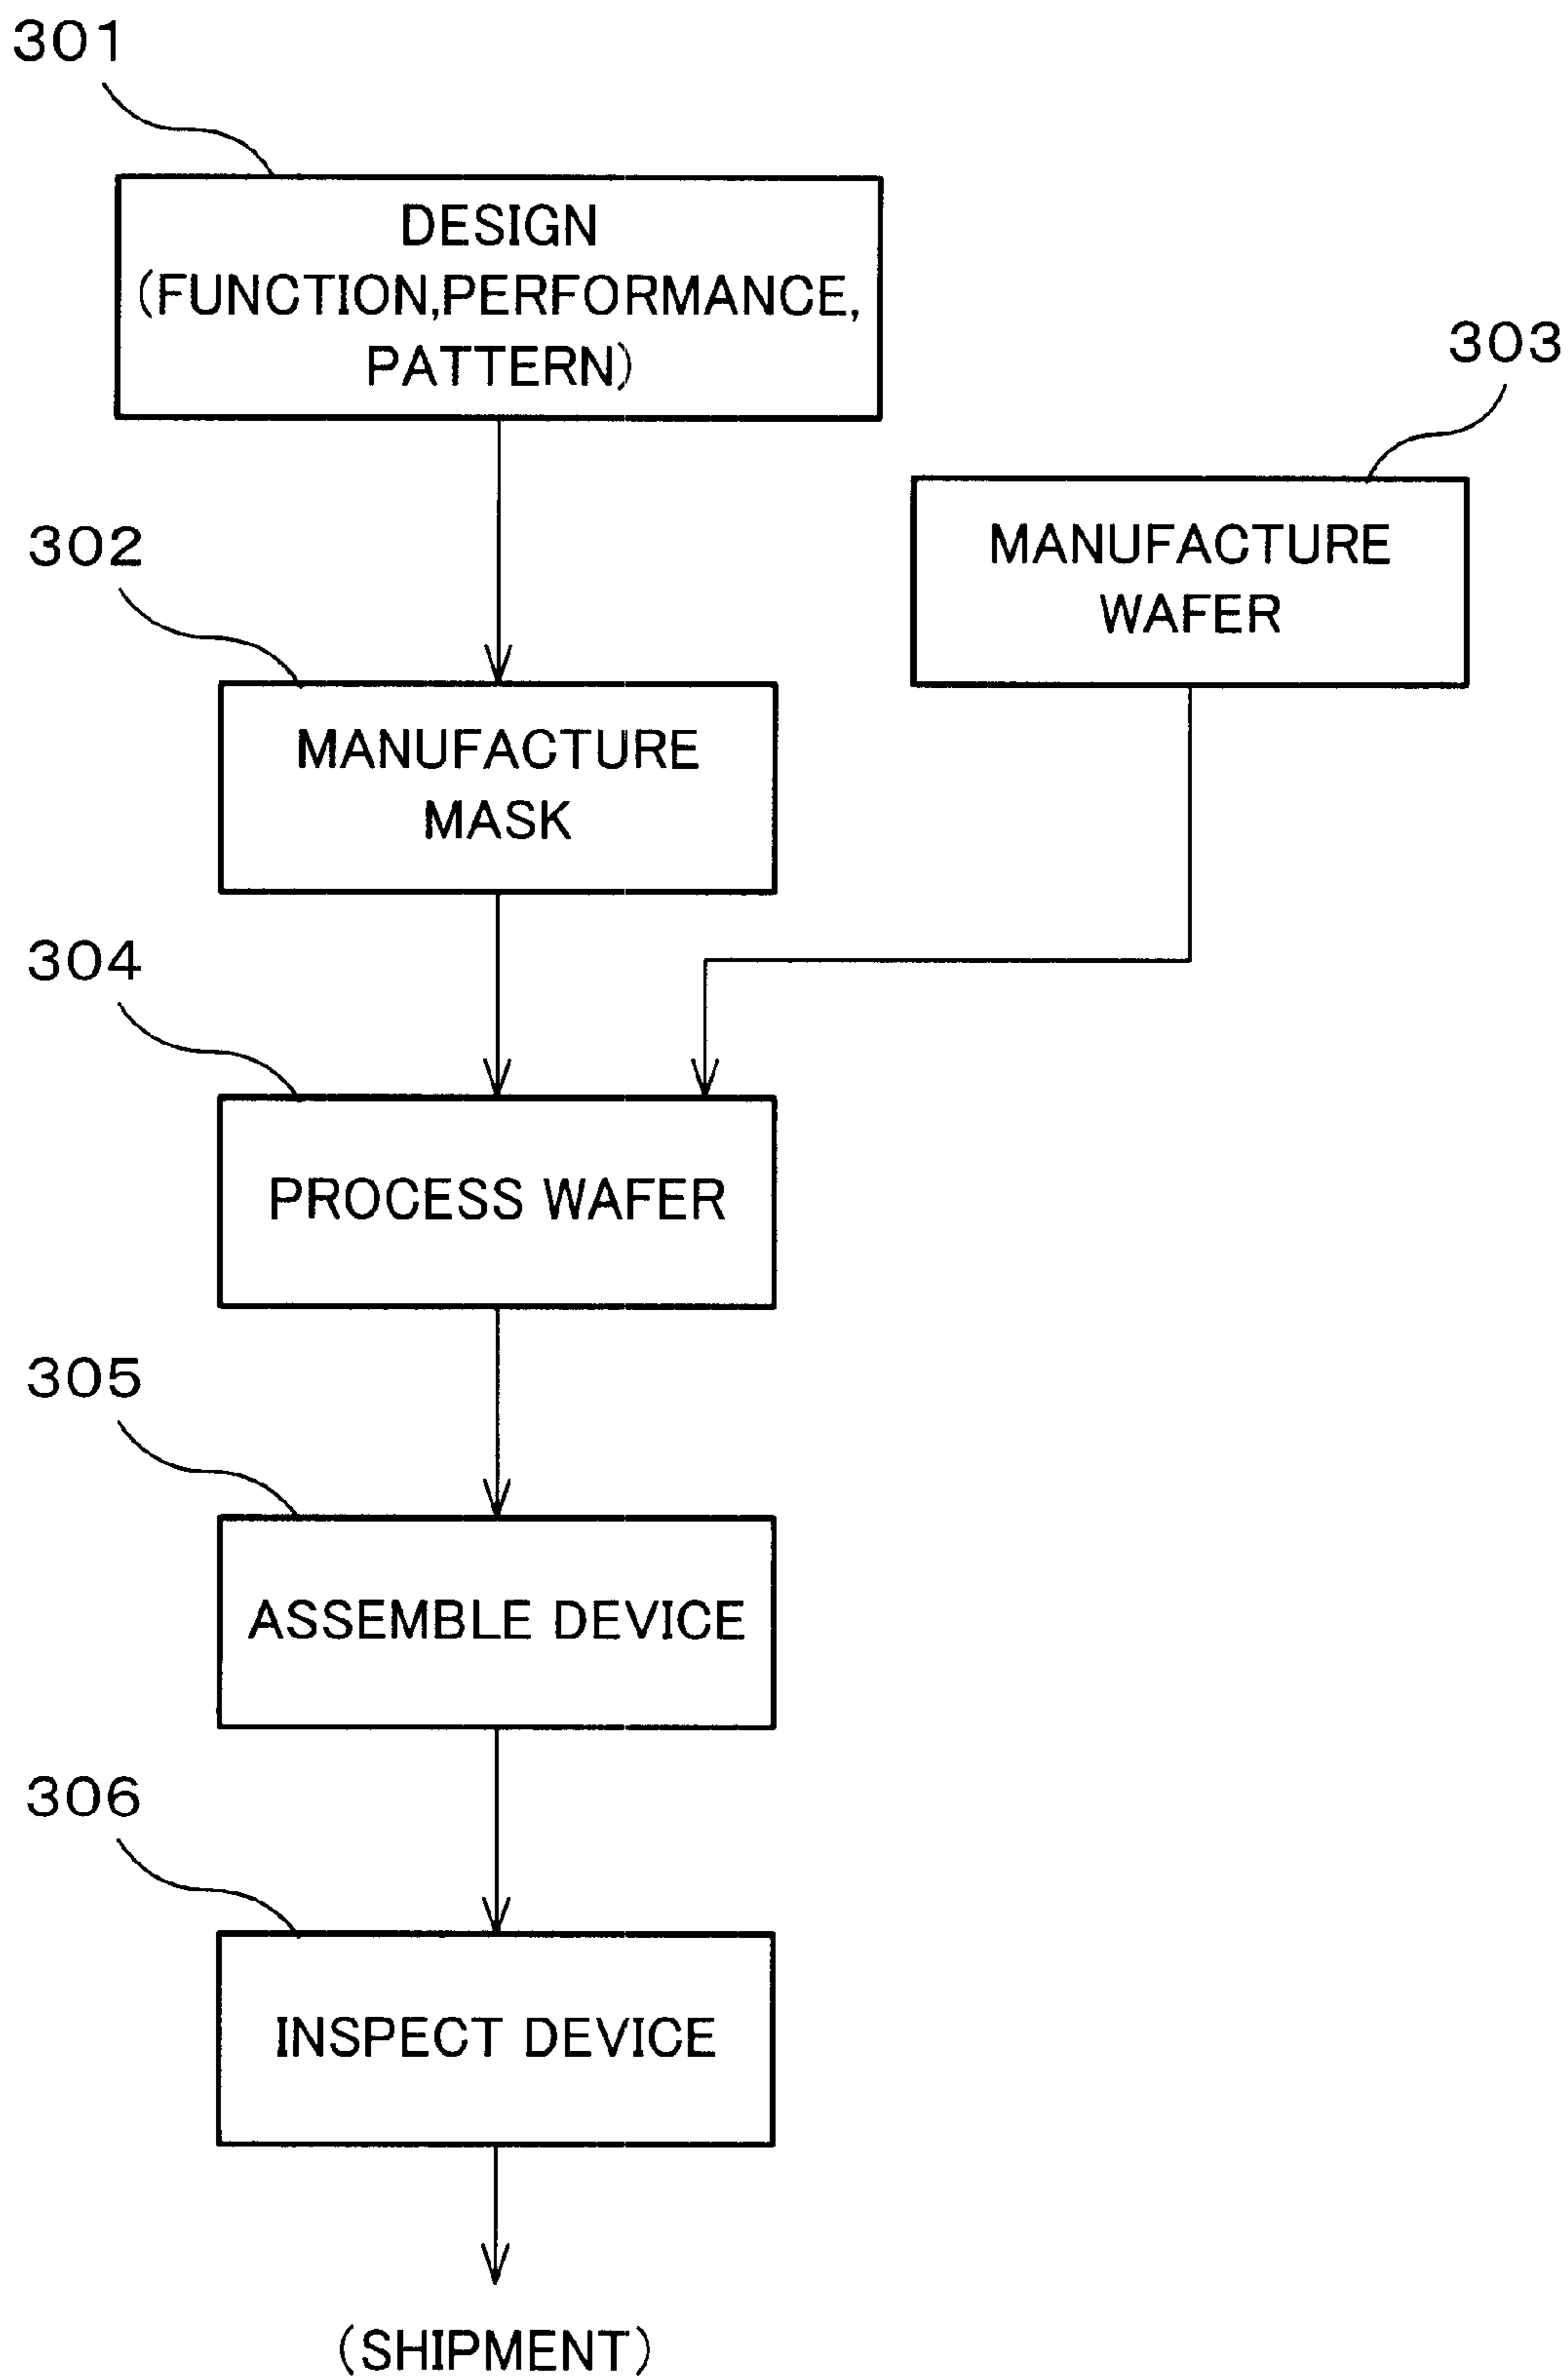 301
DESIGN
(FUNCTION,PERFORMANCE,
PATTERN)
303
MANUFACTURE
WAFER
302
MANUFACTURE
MASK
304
PROCESS WAFER
305
ASSEMBLE DEVICE
306
INSPECT DEVICE
(SHIPMENT)